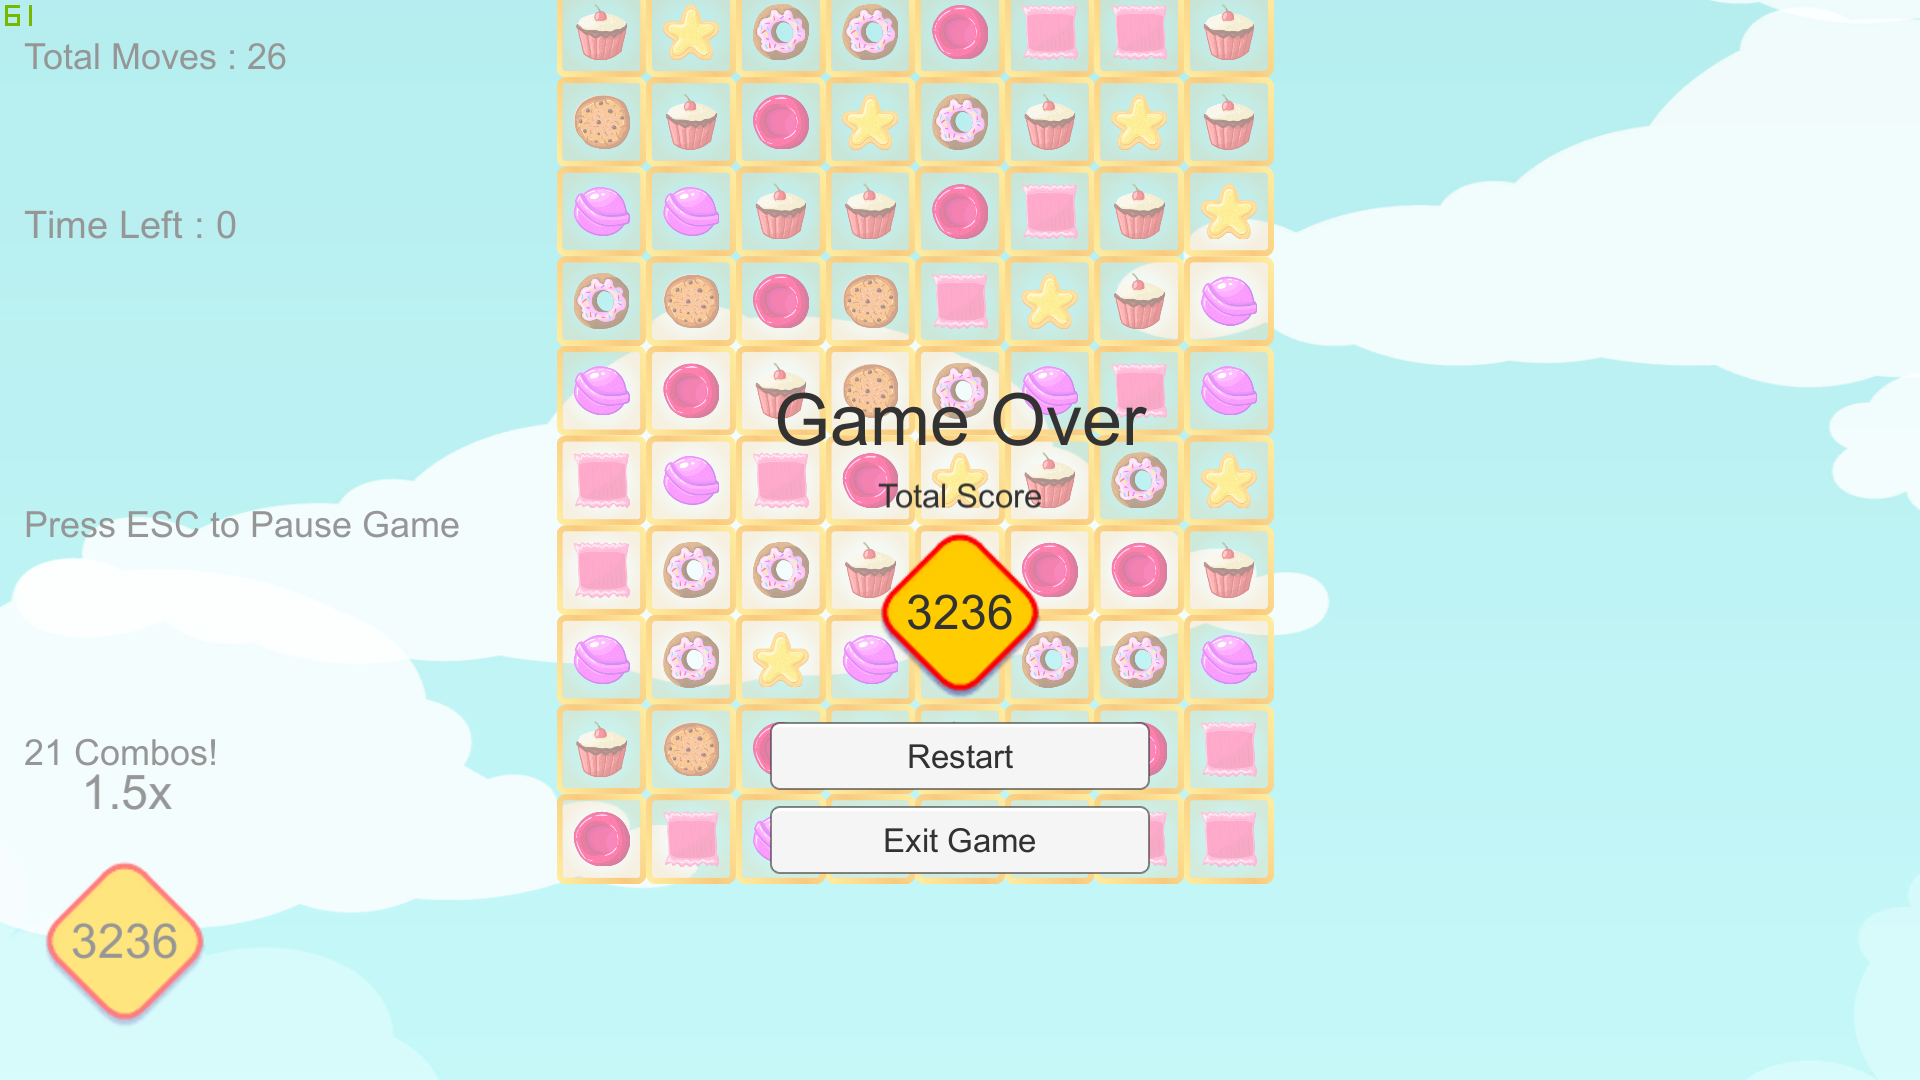 61
Total Moves : 26
Time Left : 0
Game Over
Total Score
Press ESC to Pause Game
3236
Restart
21 Combos!
1.5x
Exit Game
3236